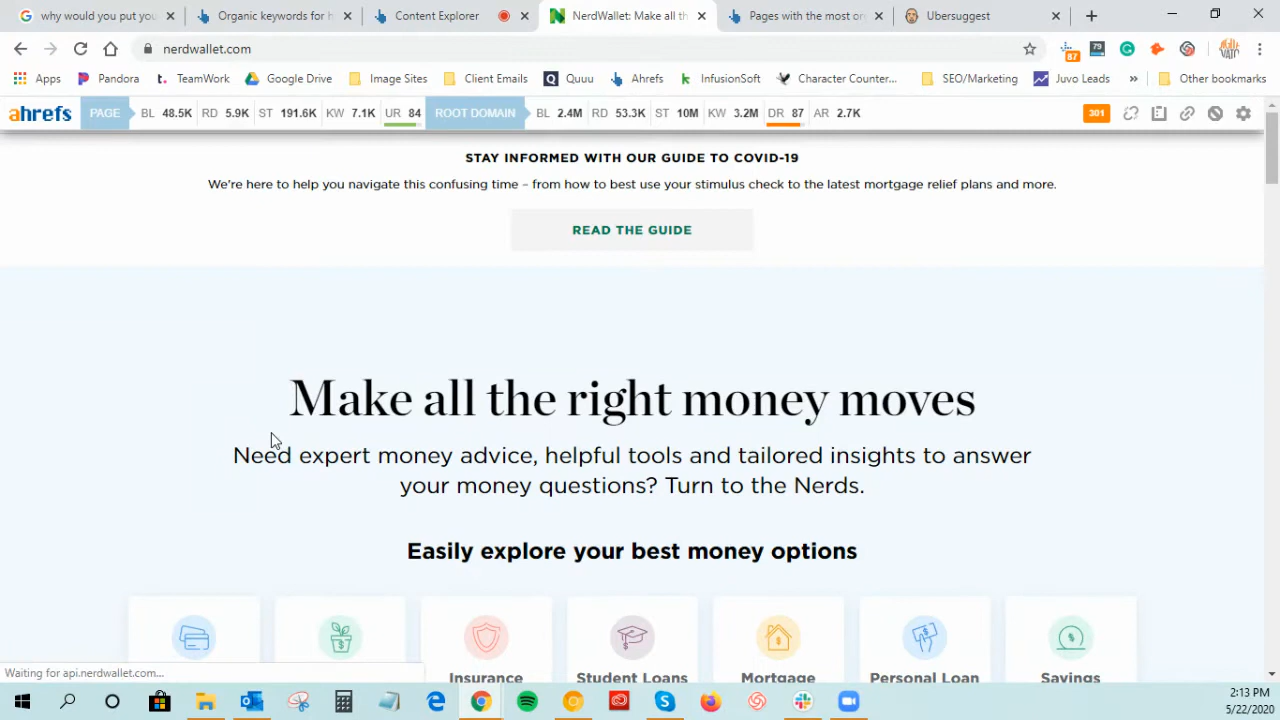 why would you put you
Organic keywords for h
Content Explorer
NerdWallet: Make all th
Pages with the most or
Ubersuggest
nerdwallet.com
79
87
Apps
Pandora
TeamWork
Google Drive
Image Sites
Client Emails
Quuu
Ahrefs
InfusionSoft
Character Counter...
SEO/Marketing
Juvo Leads
»
Other bookmarks
ahrefs PAGE BL 48.5K RD 5.9K ST 191.6K KW 7.1K UR 84 ROOT DOMAIN BL 2.4M RD 53.3K ST 10M KW 3.2M DR 87 AR 2.7K 301
STAY INFORMED WITH OUR GUIDE TO COVID-19
We're here to help you navigate this confusing time – from how to best use your stimulus check to the latest mortgage relief plans and more.
READ THE GUIDE
Make all the right money moves
Need expert money advice, helpful tools and tailored insights to answer
your money questions? Turn to the Nerds.
Easily explore your best money options
Insurance
Student Loans
Mortgage
Personal Loan
Savings
Waiting for api.nerdwallet.com...
2:13 PM
5/22/2020